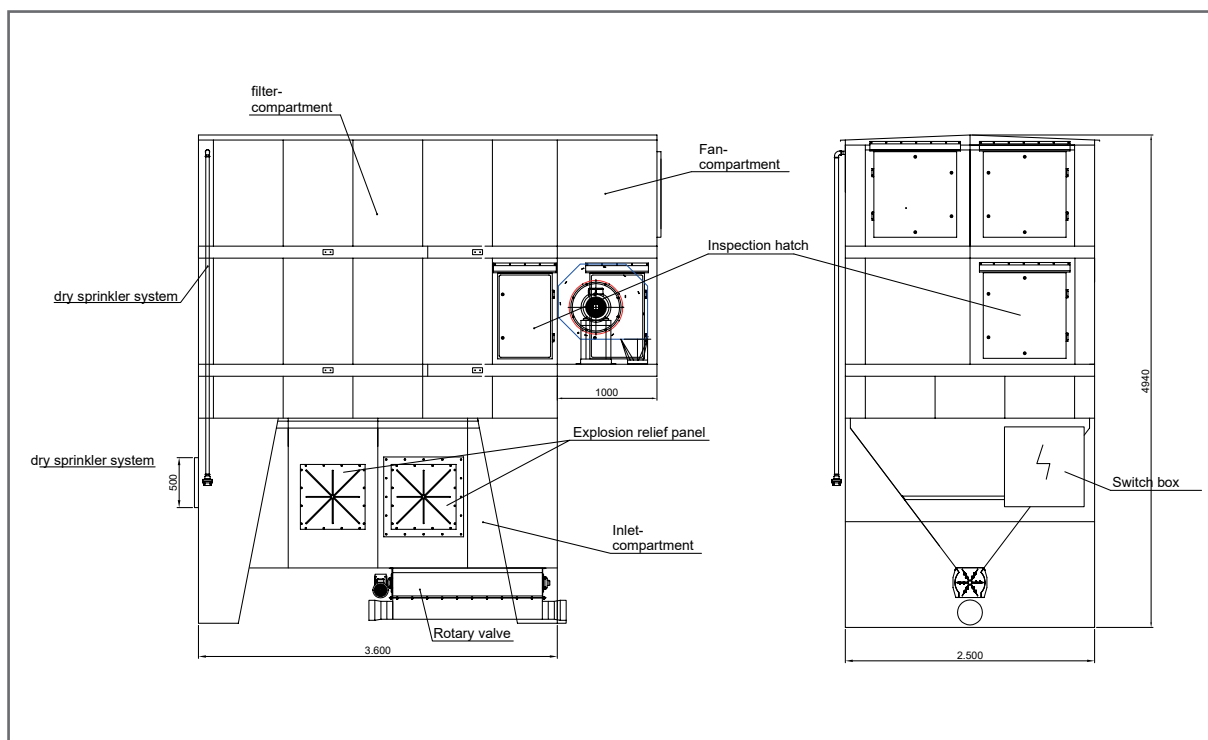 filter-
compartment
Fan-
compartment
Inspection hatch
dry sprinkler system
1000
4940
Explosion relief panel
dry sprinkler system
500
Switch box
Inlet-
compartment
Rotary valve
3.600
2.500